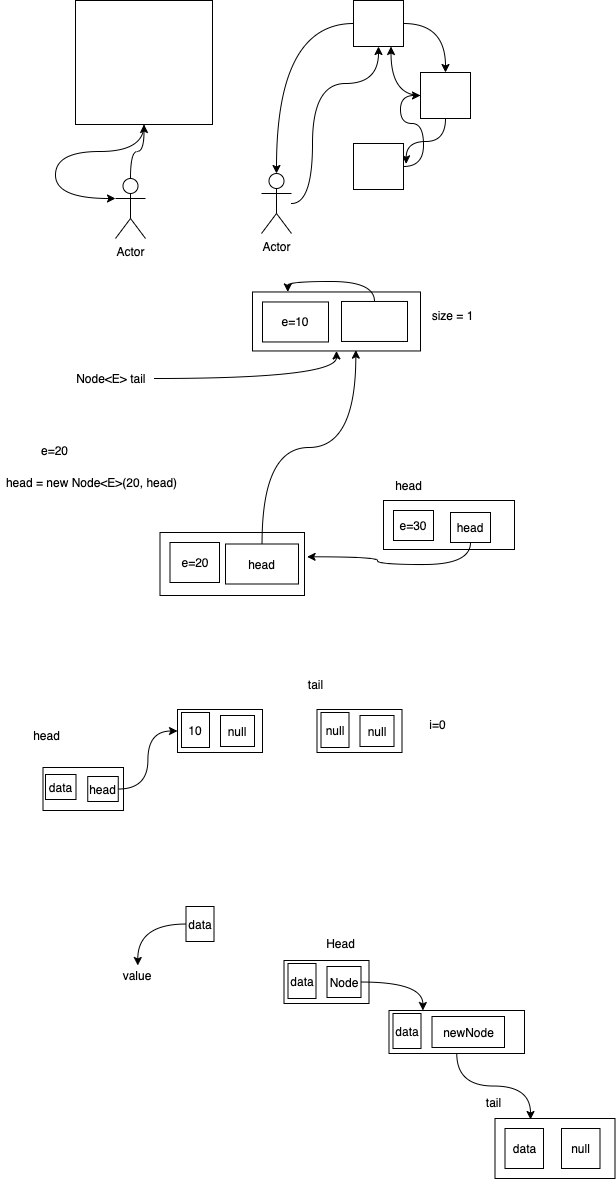 Actor
Actor
e=10
size = 1
Node<E> tail
e=20
head = new Node<E>(20, head)
head
e=30
head
e=20
head
tail
head
10
null
null
null
i=0
data
head
data
value
Head
data
Node
data
newNode
tail
data
null